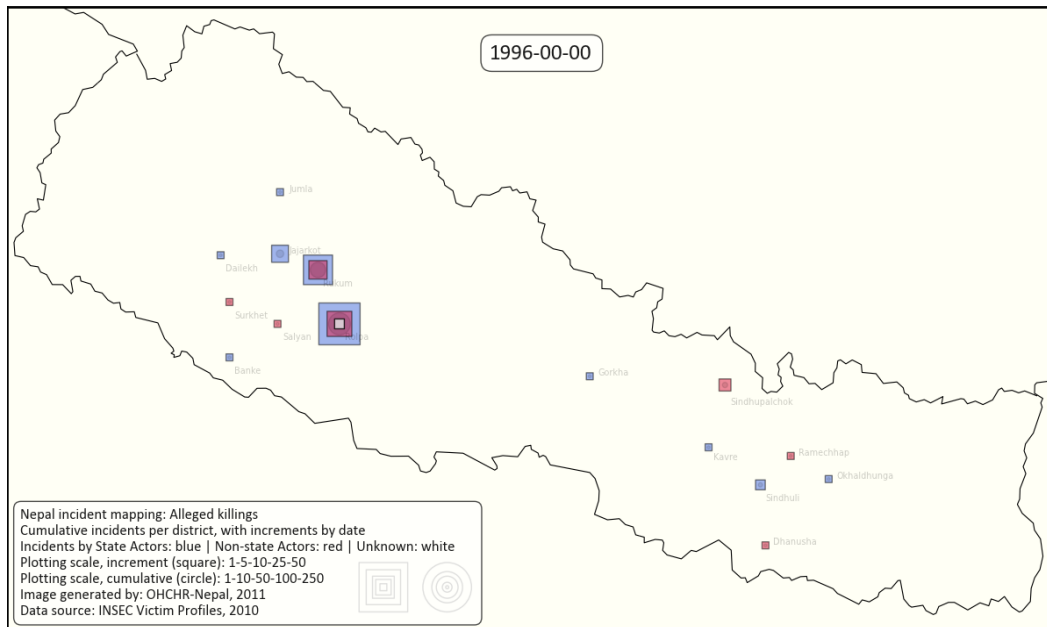 1996-00-00
Jumla
Jajarkot
Dailekh
Rukum
Surkhet
Salyan
Rolpa
Banke
Gorkha
Sindhupalchok
Kavre
Ramechhap
Okhaldhunga
Sindhuli
Dhanusha
Nepal incident mapping: Alleged killings
Cumulative incidents per district, with increments by date
Incidents by State Actors: blue | Non-state Actors: red | Unknown: white
Plotting scale, increment (square): 1-5-10-25-50
Plotting scale, cumulative (circle): 1-10-50-100-250
Image generated by: OHCHR-Nepal, 2011
Data source: INSEC Victim Profiles, 2010